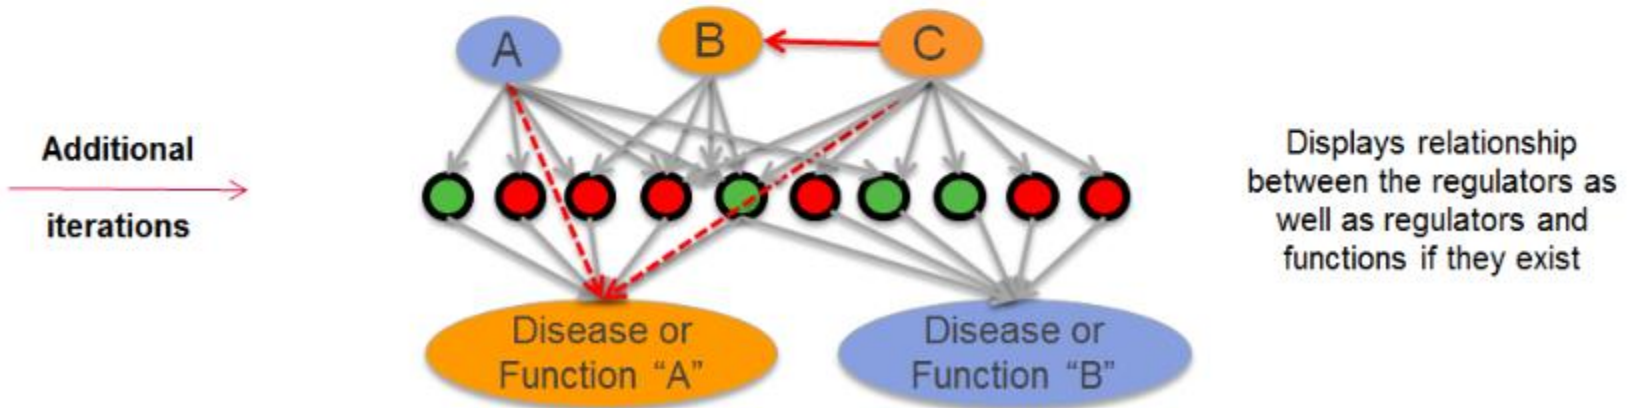 A
B
C
Additional
iterations
Displays relationship
between the regulators as
well as regulators and
functions if they exist
Disease or
Function “A”
Disease or
Function “B”